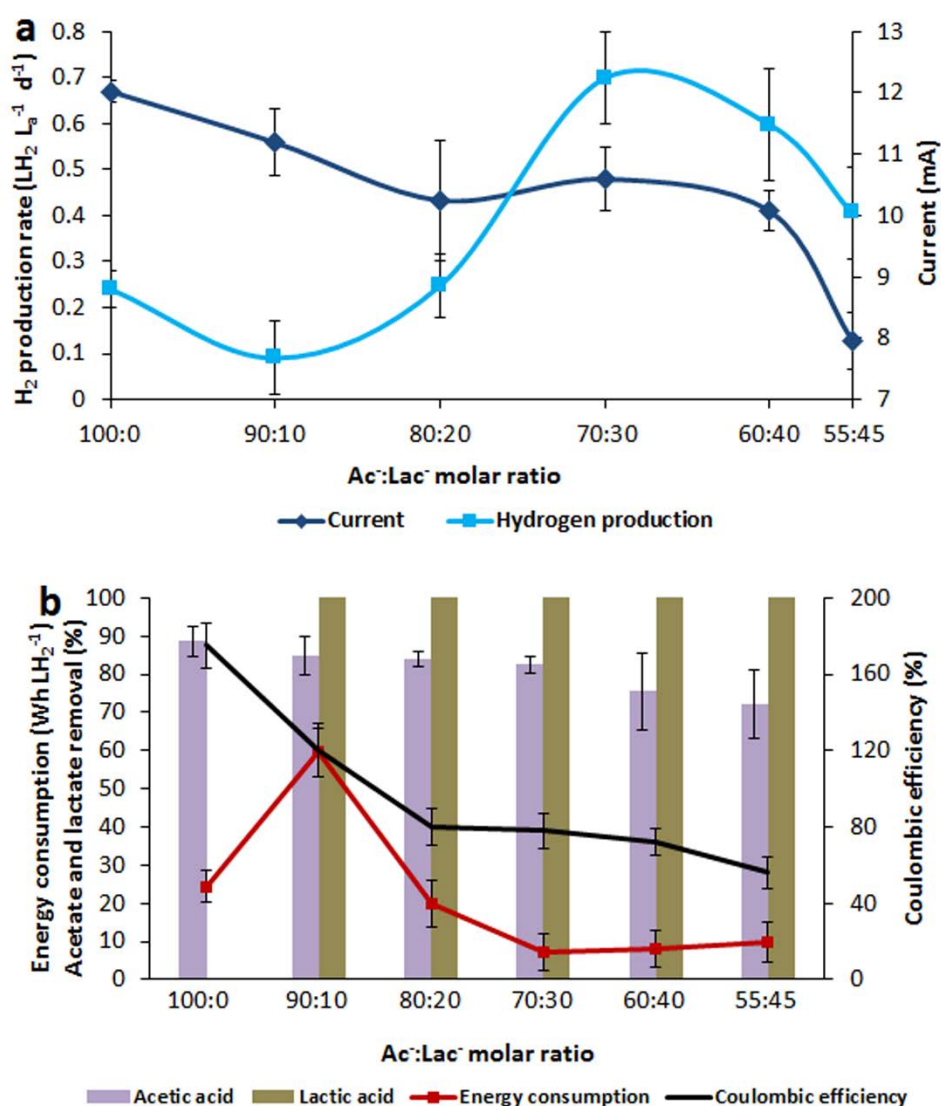 a
H₂ production rate (LH₂ Lₐ⁻¹ d⁻¹)
0.8
0.7
0.6
0.5
0.4
0.3
0.2
0.1
0
13
12
11
10
9
8
7
Current (mA)
100:0 90:10 80:20 70:30 60:40 55:45
Ac⁻:Lac⁻ molar ratio
Current Hydrogen production
b
Energy consumption (Wh LH₂⁻¹)
Acetate and lactate removal (%)
100
90
80
70
60
50
40
30
20
10
0
200
160
120
80
40
0
Coulombic efficiency (%)
100:0 90:10 80:20 70:30 60:40 55:45
Ac⁻:Lac⁻ molar ratio
Acetic acid Lactic acid Energy consumption Coulombic efficiency